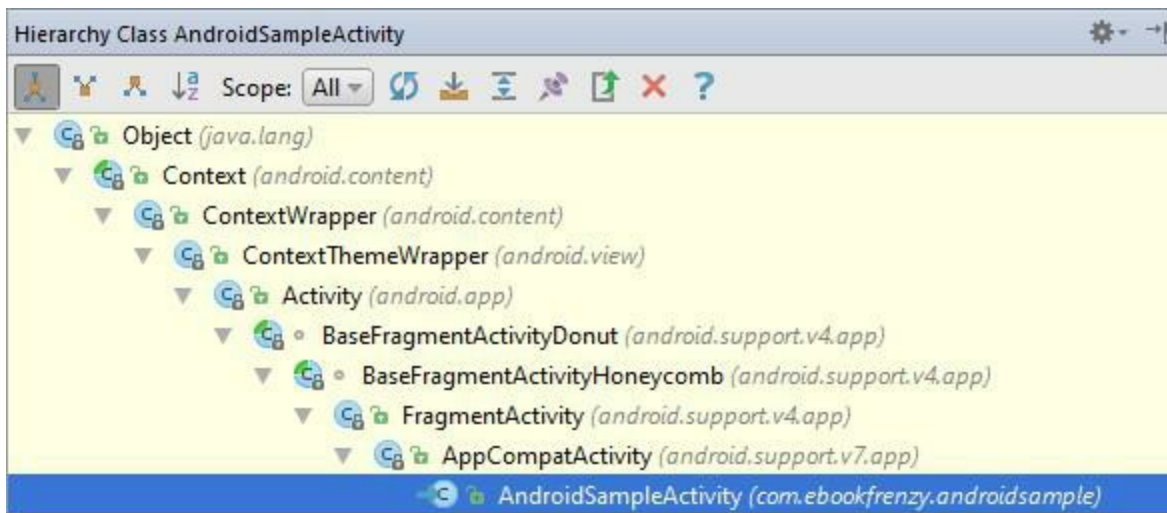 Hierarchy Class AndroidSampleActivity
Scope: All
Object (java.lang)
Context (android.content)
ContextWrapper (android.content)
ContextThemeWrapper (android.view)
Activity (android.app)
BaseFragmentActivityDonut (android.support.v4.app)
BaseFragmentActivityHoneycomb (android.support.v4.app)
FragmentActivity (android.support.v4.app)
AppCompatActivity (android.support.v7.app)
AndroidSampleActivity (com.ebookfrenzy.androidsample)